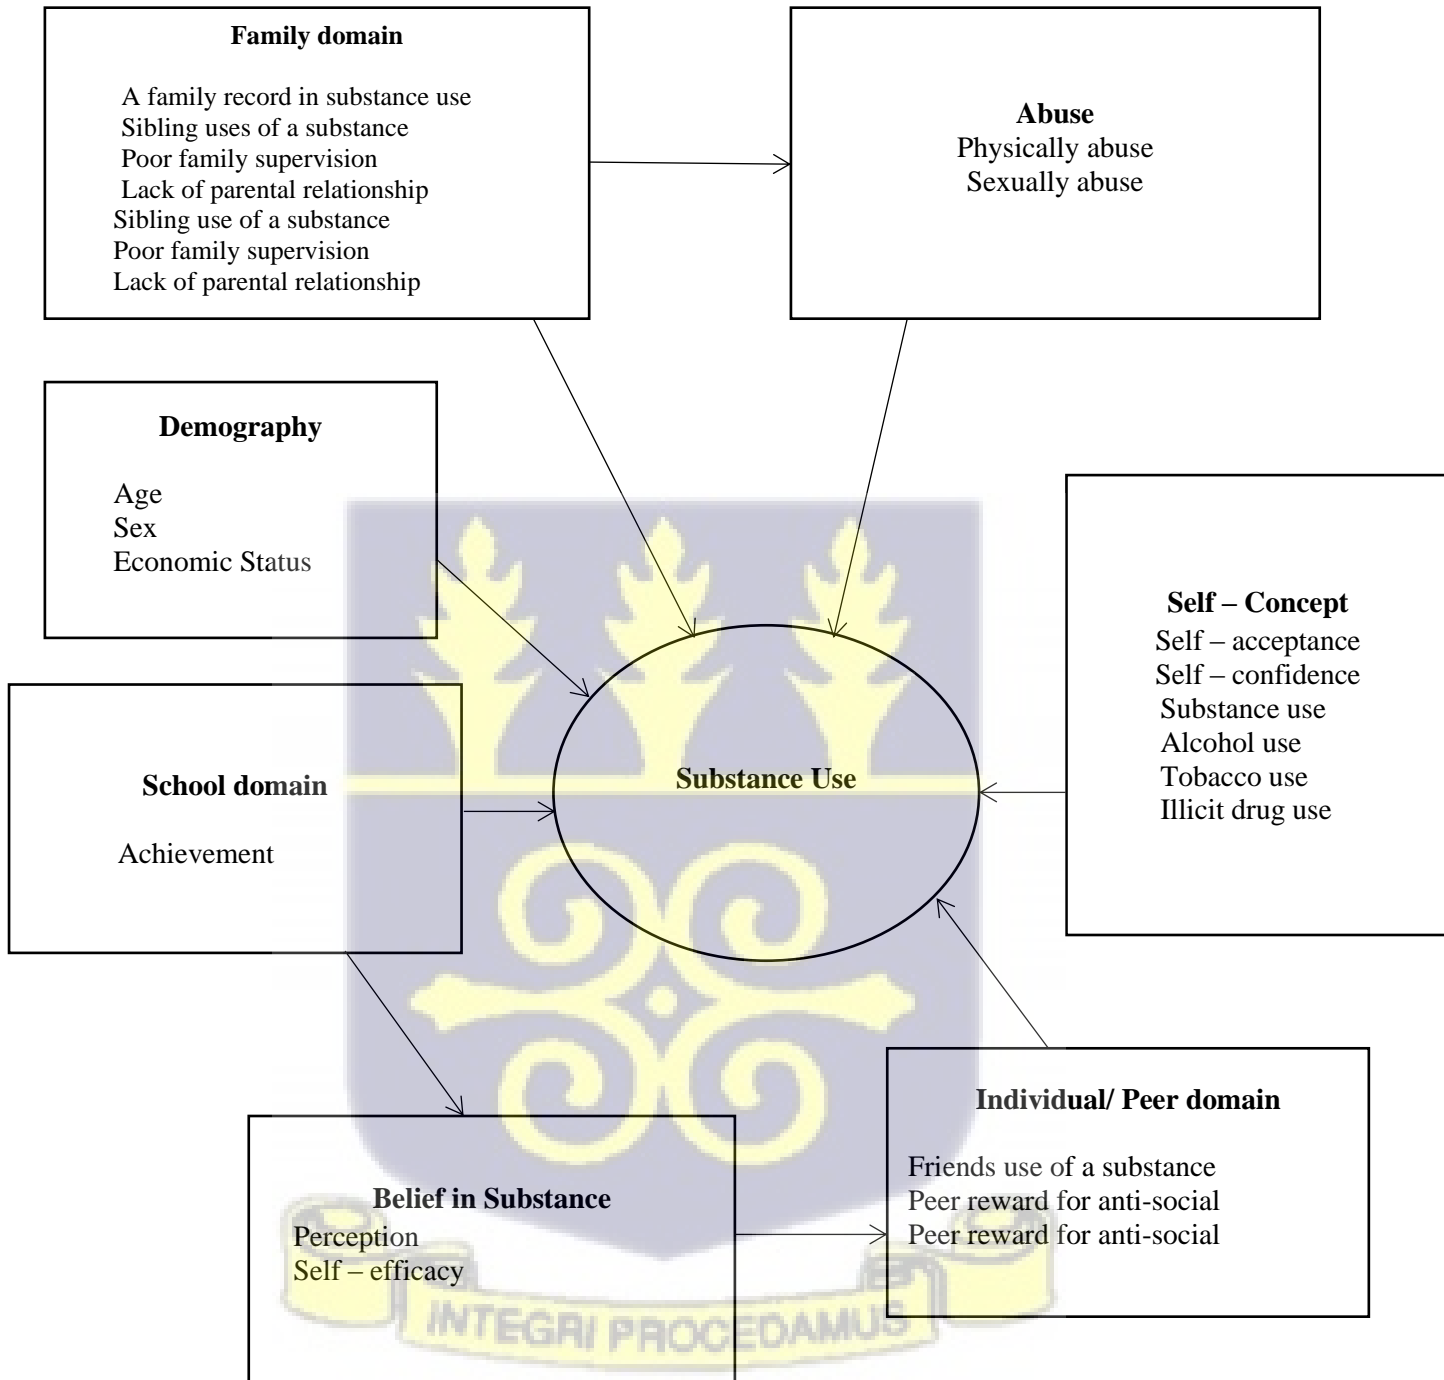 Family domain
A family record in substance use
Sibling uses of a substance
Poor family supervision
Lack of parental relationship
Sibling use of a substance
Poor family supervision
Lack of parental relationship
Abuse
Physically abuse
Sexually abuse
Demography
Age
Sex
Economic Status
Self – Concept
Self – acceptance
Self – confidence
Substance use
Alcohol use
Tobacco use
Illicit drug use
School domain
Achievement
Substance Use
Individual/ Peer domain
Friends use of a substance
Peer reward for anti-social
Peer reward for anti-social
Belief in Substance
Perception
Self – efficacy
INTEGRI PROCEDAMUS